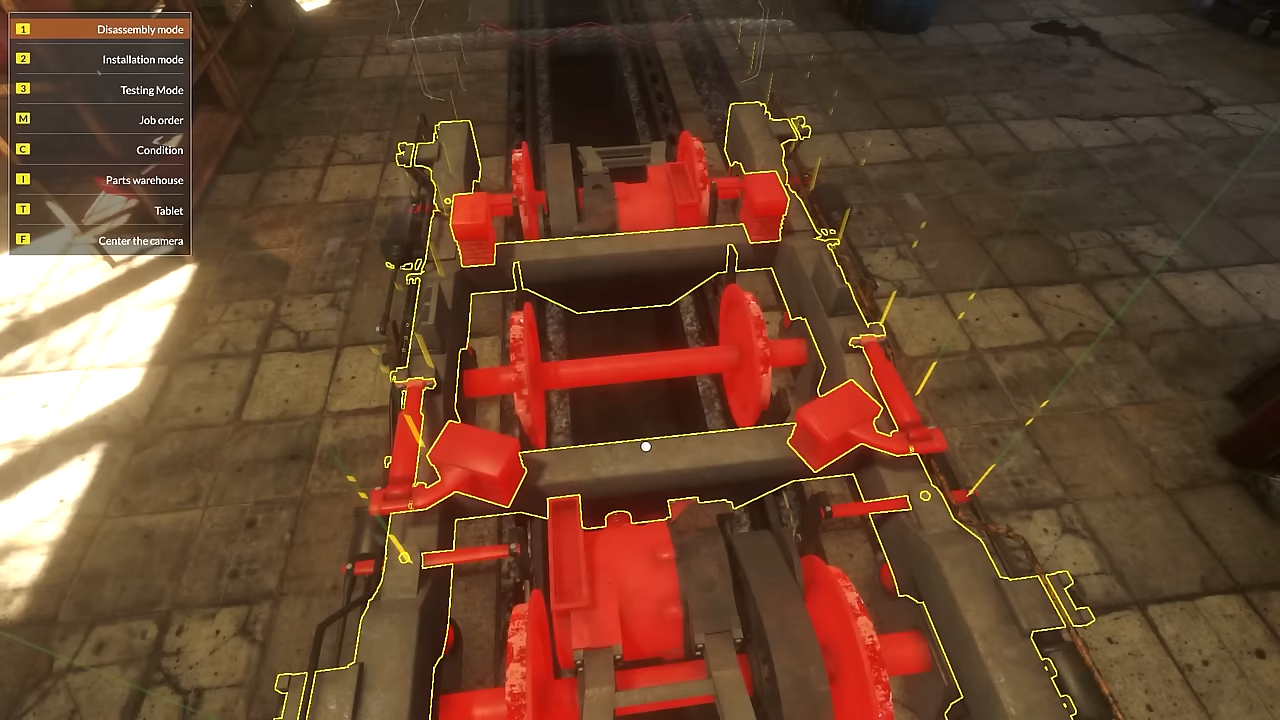 1 Disassembly mode
2 Installation mode
3 Testing Mode
M Job order
C Condition
I Parts warehouse
T Tablet
F Center the camera